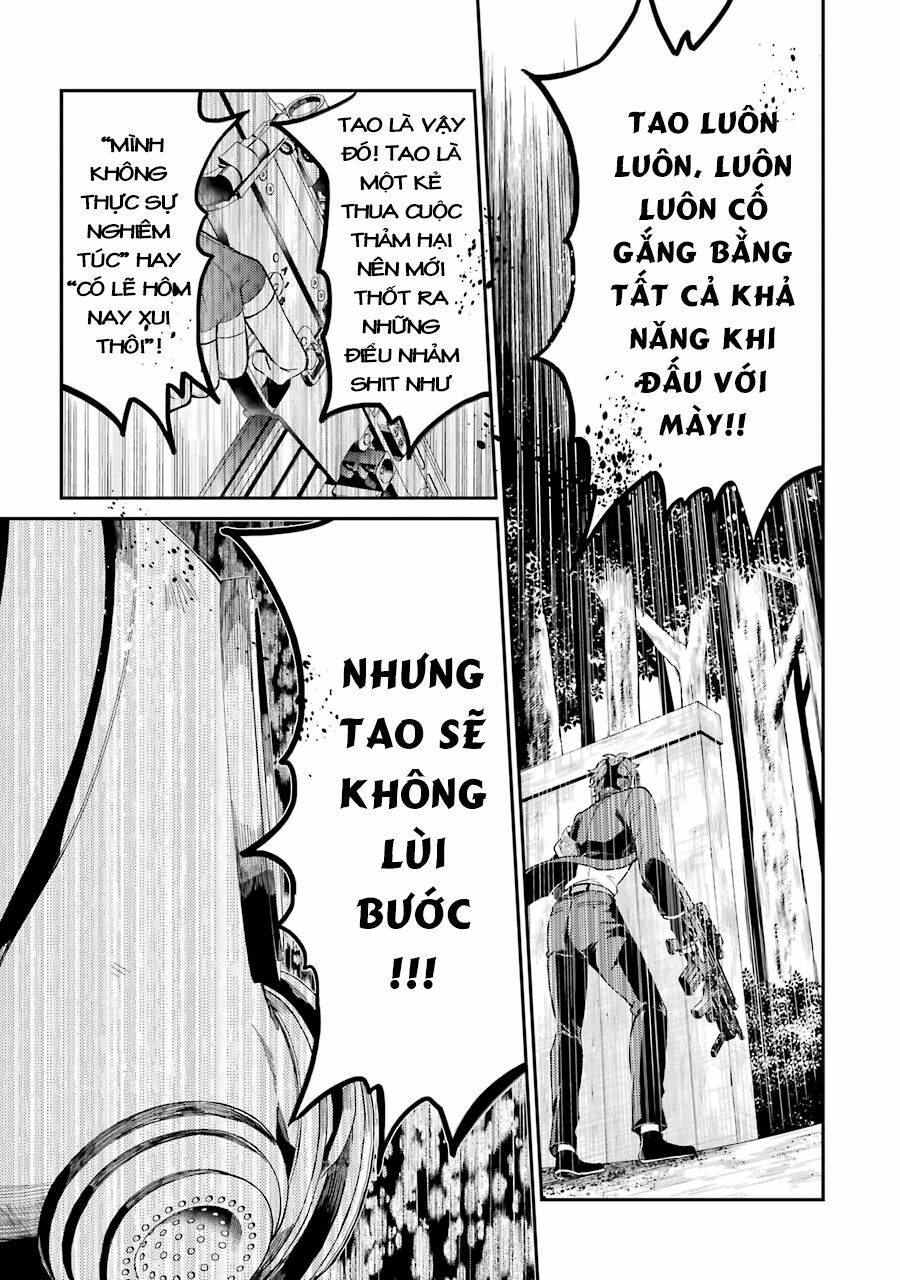 TAO LUÔN
LUÔN, LUÔN
LUÔN CỐ
GẮNG BẰNG
TẤT CẢ KHẢ
NĂNG KHI
ĐẤU VỚI
MÀY!!
TAO LÀ VẬY
ĐÓ! TAO LÀ
MỘT KẺ
THUA CUỘC
THẢM HẠI
NÊN MỚI
THỐT RA
NHỮNG
ĐIỀU NHẢM
SHIT NHƯ
“MÌNH
KHÔNG
THỰC SỰ
NGHIÊM
TÚC” HAY
“CÓ LẼ HÔM
NAY XUI
THÔI”!
NHƯNG
TAO SẼ
KHÔNG
LÙI
BƯỚC
!!!